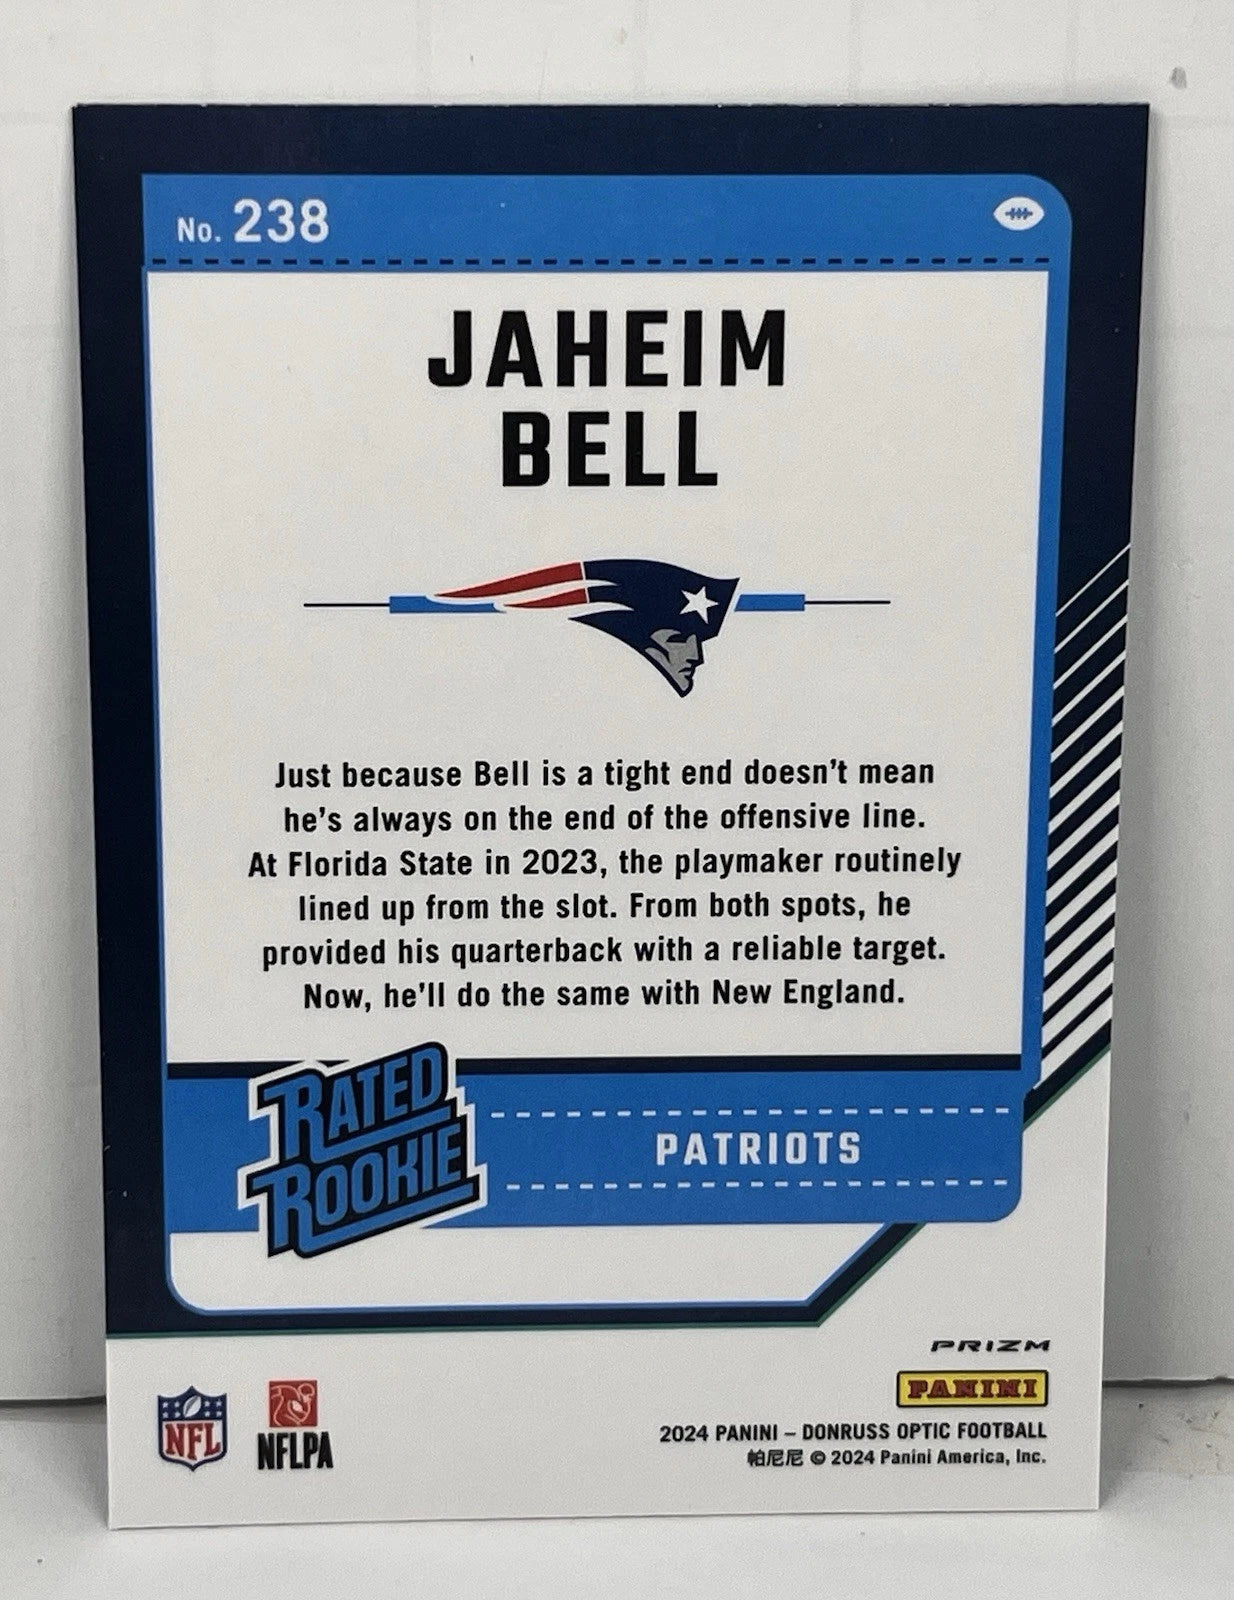 No. 238
JAHEIM
BELL
Just because Bell is a tight end doesn't mean
he's always on the end of the offensive line.
At Florida State in 2023, the playmaker routinely
lined up from the slot. From both spots, he
provided his quarterback with a reliable target.
Now, he'll do the same with New England.
RATED
ROOKIE
PATRIOTS
PRIZM
PANINI
NFL
NFLPA
2024 PANINI – DONRUSS OPTIC FOOTBALL
帕尼尼 © 2024 Panini America, Inc.